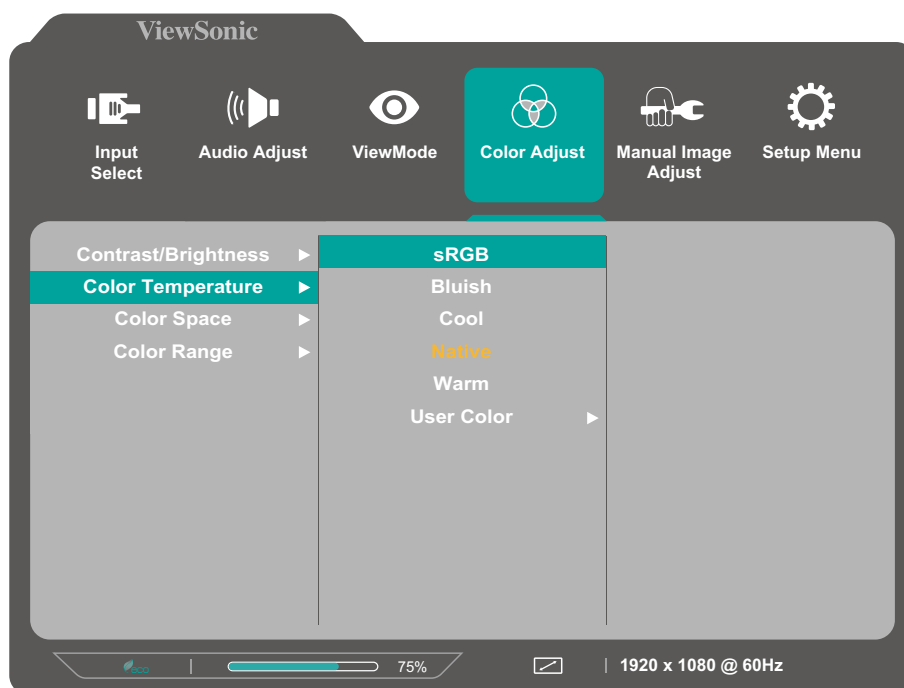 ViewSonic
Input
Select
Audio Adjust
ViewMode
Color Adjust
Manual Image
Adjust
Setup Menu
Contrast/Brightness
Color Temperature
Color Space
Color Range
sRGB
Bluish
Cool
Native
Warm
User Color
eco
75%
1920 x 1080 @ 60Hz